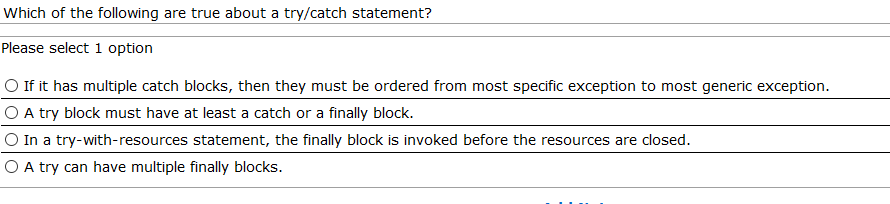 Which of the following are true about a try/catch statement?
Please select 1 option
If it has multiple catch blocks, then they must be ordered from most specific exception to most generic exception.
A try block must have at least a catch or a finally block.
In a try-with-resources statement, the finally block is invoked before the resources are closed.
A try can have multiple finally blocks.